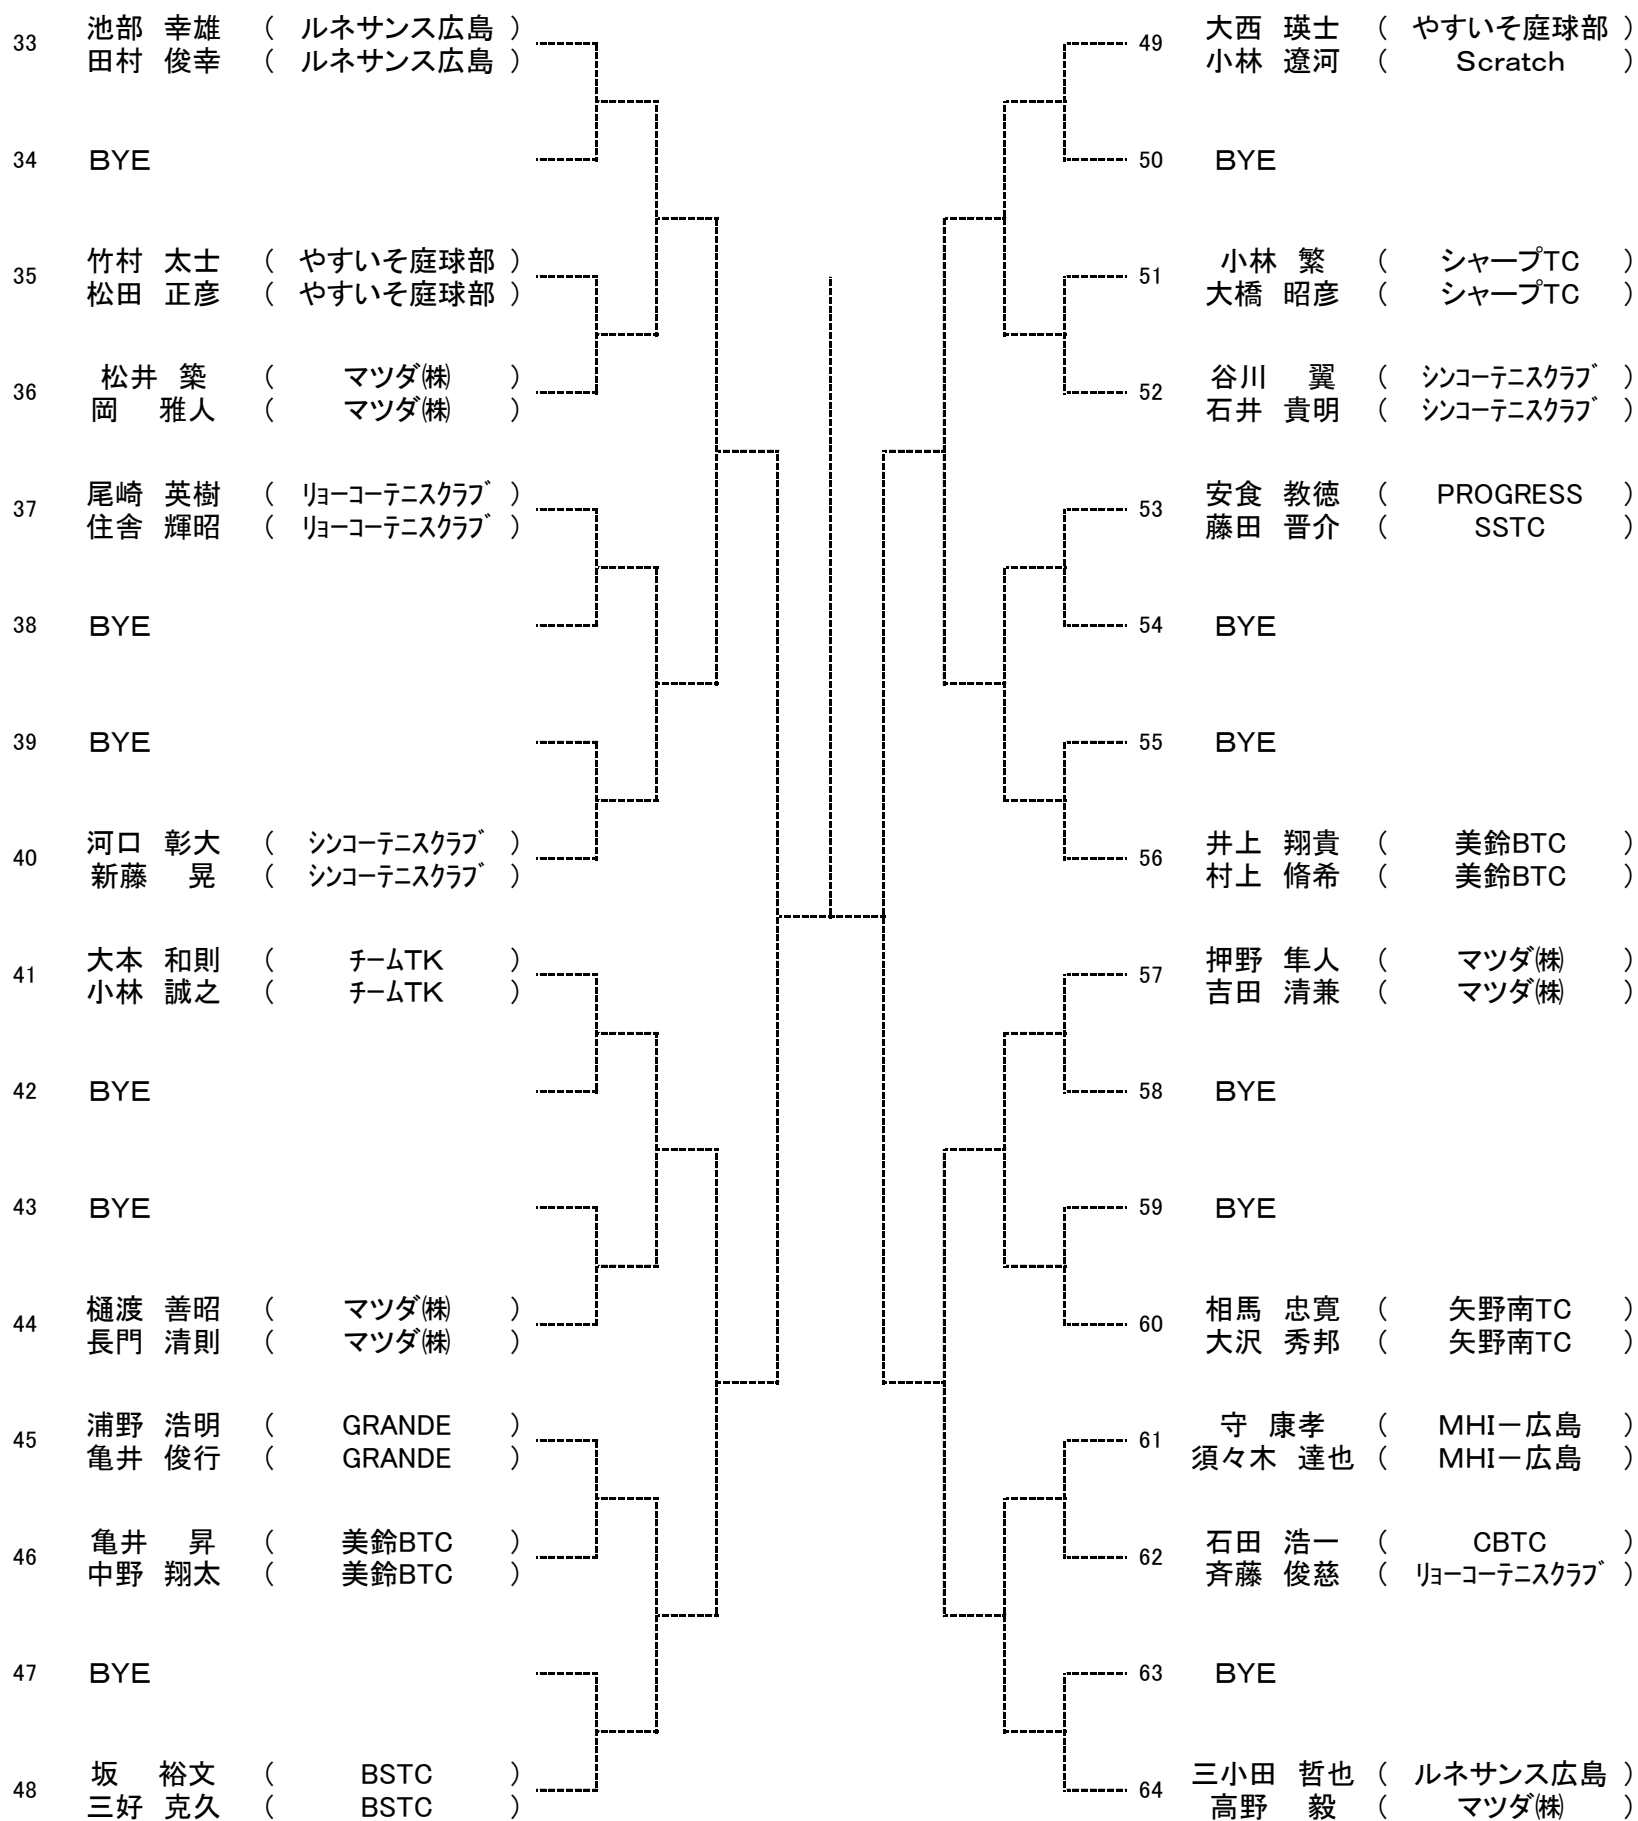 33 池部 幸雄 ( ルネサンス広島 )
田村 俊幸 ( ルネサンス広島 )
34 BYE
35 竹村 太士 ( やすいそ庭球部 )
松田 正彦 ( やすいそ庭球部 )
36 松井 築 ( マツダ㈱ )
岡 雅人 ( マツダ㈱ )
37 尾崎 英樹 ( ﾘｮｰｺｰﾃﾆｽｸﾗﾌﾞ )
住舎 輝昭 ( ﾘｮｰｺｰﾃﾆｽｸﾗﾌﾞ )
38 BYE
39 BYE
40 河口 彰大 ( ｼﾝｺｰﾃﾆｽｸﾗﾌﾞ )
新藤 晃 ( ｼﾝｺｰﾃﾆｽｸﾗﾌﾞ )
41 大本 和則 ( ﾁｰﾑTK )
小林 誠之 ( ﾁｰﾑTK )
42 BYE
43 BYE
44 樋渡 善昭 ( マツダ㈱ )
長門 清則 ( マツダ㈱ )
45 浦野 浩明 ( GRANDE )
亀井 俊行 ( GRANDE )
46 亀井 昇 ( 美鈴BTC )
中野 翔太 ( 美鈴BTC )
47 BYE
48 坂 裕文 ( BSTC )
三好 克久 ( BSTC )
49 大西 瑛士 ( やすいそ庭球部 )
小林 遼河 ( Scratch )
50 BYE
51 小林 繁 ( シャープTC )
大橋 昭彦 ( シャープTC )
52 谷川 翼 ( ｼﾝｺｰﾃﾆｽｸﾗﾌﾞ )
石井 貴明 ( ｼﾝｺｰﾃﾆｽｸﾗﾌﾞ )
53 安食 教徳 ( PROGRESS )
藤田 晋介 ( SSTC )
54 BYE
55 BYE
56 井上 翔貴 ( 美鈴BTC )
村上 脩希 ( 美鈴BTC )
57 押野 隼人 ( マツダ㈱ )
吉田 清兼 ( マツダ㈱ )
58 BYE
59 BYE
60 相馬 忠寛 ( 矢野南TC )
大沢 秀邦 ( 矢野南TC )
61 守 康孝 ( MHI－広島 )
須々木 達也 ( MHI－広島 )
62 石田 浩一 ( CBTC )
斉藤 俊慈 ( ﾘｮｰｺｰﾃﾆｽｸﾗﾌﾞ )
63 BYE
64 三小田 哲也 ( ルネサンス広島 )
高野 毅 ( マツダ㈱ )